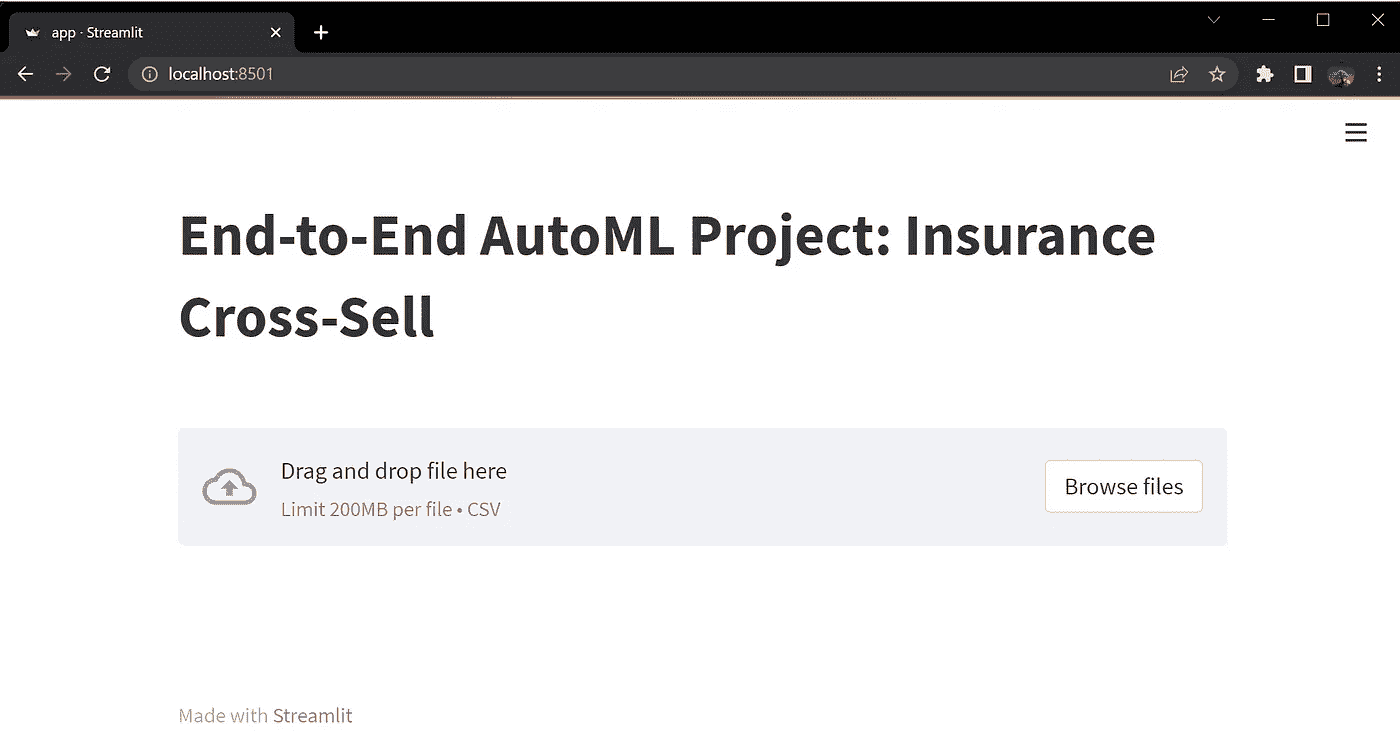 app · Streamlit
localhost:8501
End-to-End AutoML Project: Insurance
Cross-Sell
Drag and drop file here
Limit 200MB per file • CSV
Browse files
Made with Streamlit